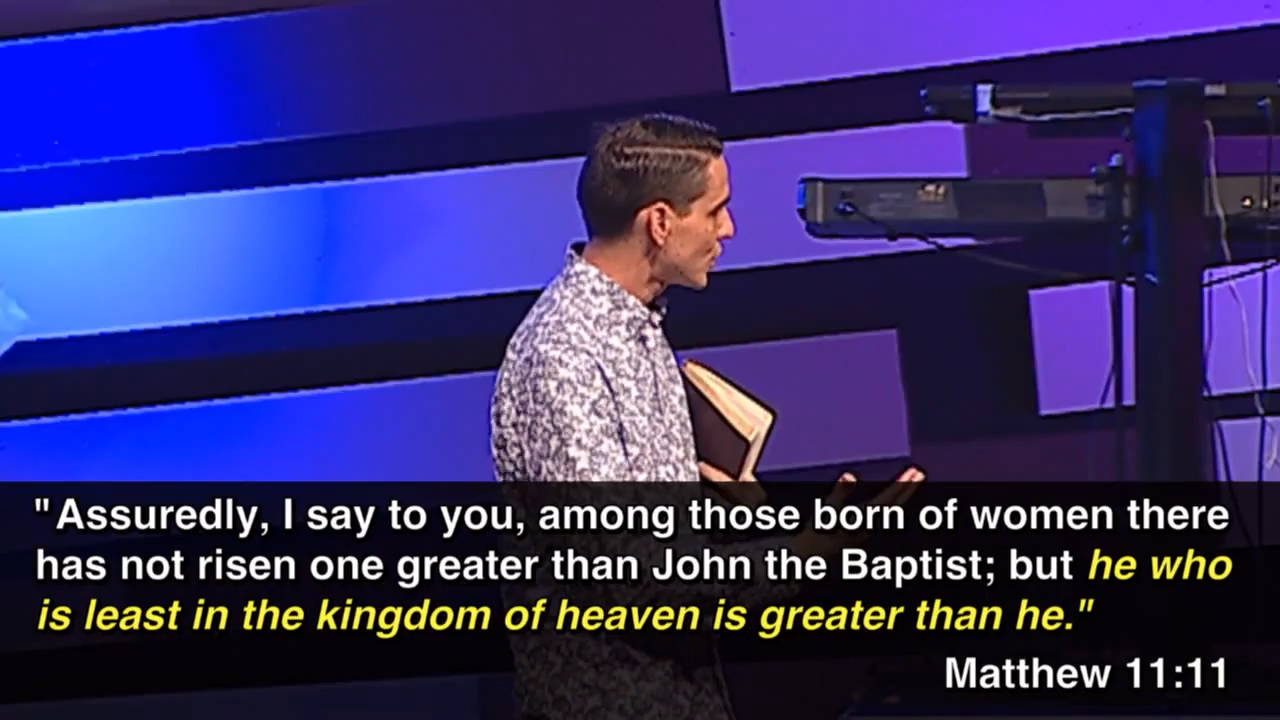 "Assuredly, I say to you, among those born of women there
has not risen one greater than John the Baptist; but he who
is least in the kingdom of heaven is greater than he."
Matthew 11:11